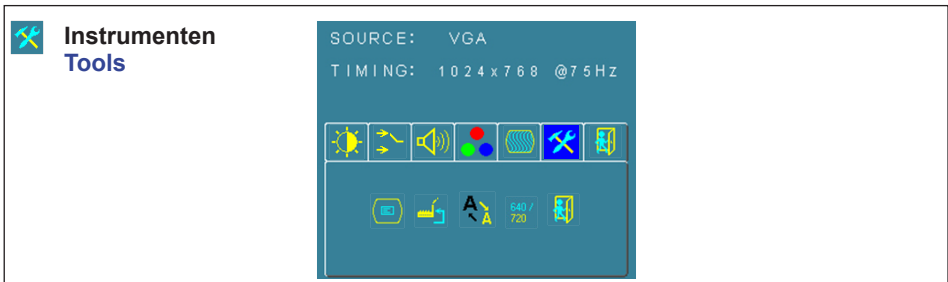 Instrumenten
Tools
SOURCE: VGA
TIMING: 1024x768 @75Hz
A
A
640 /
720